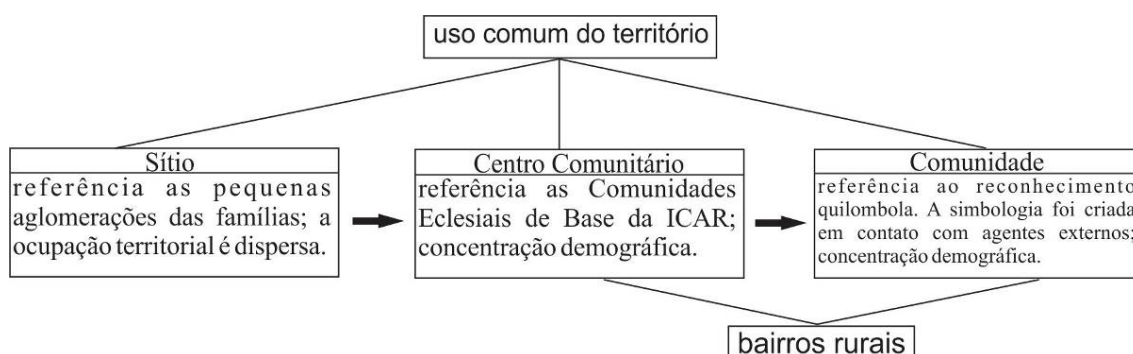 uso comum do território
Sítio
referência as pequenas
aglomerações das famílias; a
ocupação territorial é dispersa.
Centro Comunitário
referência as Comunidades
Eclesiais de Base da ICAR;
concentração demográfica.
Comunidade
referência ao reconhecimento
quilombola. A simbologia foi criada
em contato com agentes externos;
concentração demográfica.
bairros rurais